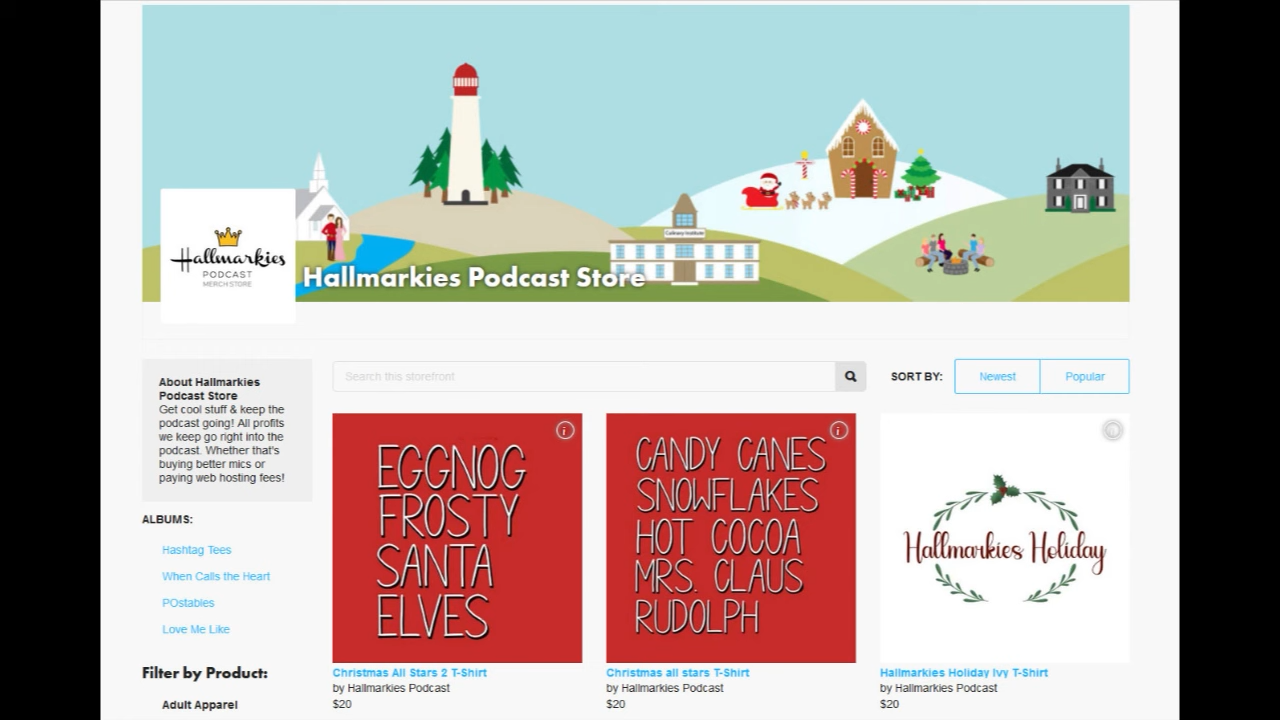 Culinary Institute
Hallmarkies
PODCAST
MERCH STORE
Hallmarkies Podcast Store
About Hallmarkies
Podcast Store
Get cool stuff & keep the
podcast going! All profits
we keep go right into the
podcast. Whether that's
buying better mics or
paying web hosting fees!
Search this storefront
SORT BY:
Newest
Popular
ALBUMS:
Hashtag Tees
When Calls the Heart
POstables
Love Me Like
Filter by Product:
Adult Apparel
EGGNOG
FROSTY
SANTA
ELVES
Christmas All Stars 2 T-Shirt
by Hallmarkies Podcast
$20
CANDY CANES
SNOWFLAKES
HOT COCOA
MRS. CLAUS
RUDOLPH
Christmas all stars T-Shirt
by Hallmarkies Podcast
$20
Hallmarkies Holiday
Hallmarkies Holiday Ivy T-Shirt
by Hallmarkies Podcast
$20